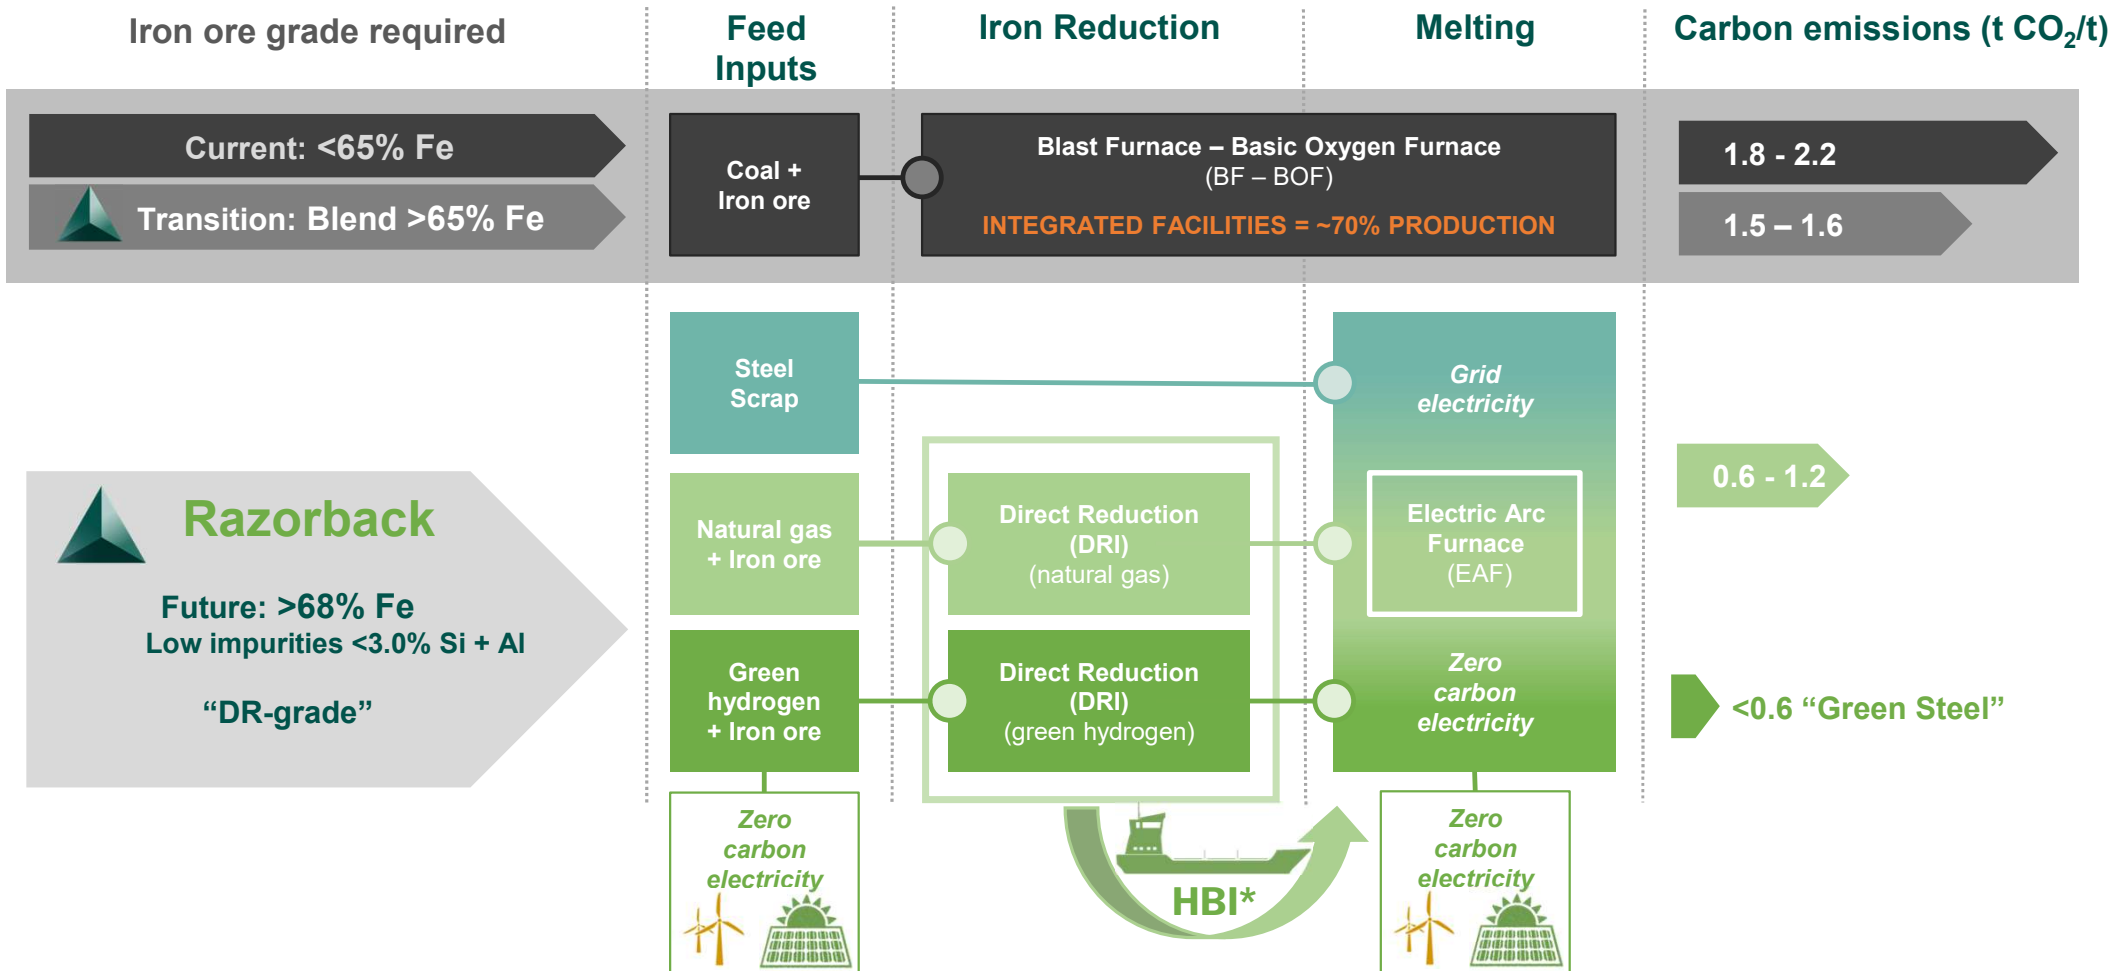 Iron ore grade required
Feed
Inputs
Iron Reduction
Melting
Carbon emissions (t CO₂/t)
Current: <65% Fe
Transition: Blend >65% Fe
Coal +
Iron ore
Blast Furnace – Basic Oxygen Furnace
(BF – BOF)
INTEGRATED FACILITIES = ~70% PRODUCTION
1.8 - 2.2
1.5 – 1.6
Steel
Scrap
Grid
electricity
Razorback
Future: >68% Fe
Low impurities <3.0% Si + Al
“DR-grade”
Natural gas
+ Iron ore
Direct Reduction
(DRI)
(natural gas)
Electric Arc
Furnace
(EAF)
0.6 - 1.2
Green
hydrogen
+ Iron ore
Direct Reduction
(DRI)
(green hydrogen)
Zero
carbon
electricity
<0.6 “Green Steel”
Zero
carbon
electricity
HBI*
Zero
carbon
electricity